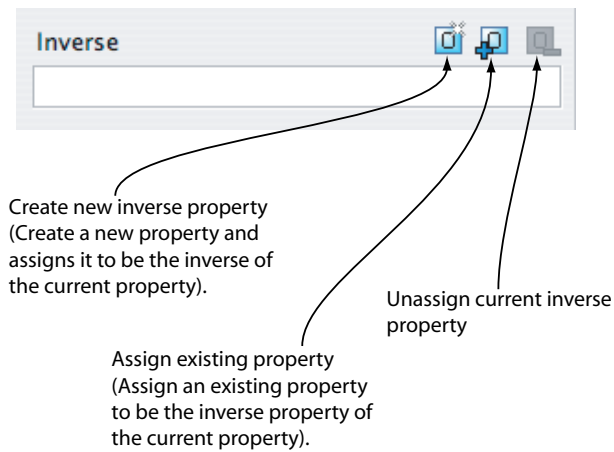 Inverse
Create new inverse property
(Create a new property and
assigns it to be the inverse of
the current property).
Unassign current inverse
property
Assign existing property
(Assign an existing property
to be the inverse property of
the current property).